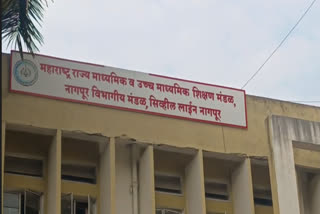 महाराष्ट्र राज्य माध्यमिक व उच्च माध्यमिक शिक्षण मंडळ,
नागपूर विभागीय मंडळ, सिव्हील लाईन नागपूर